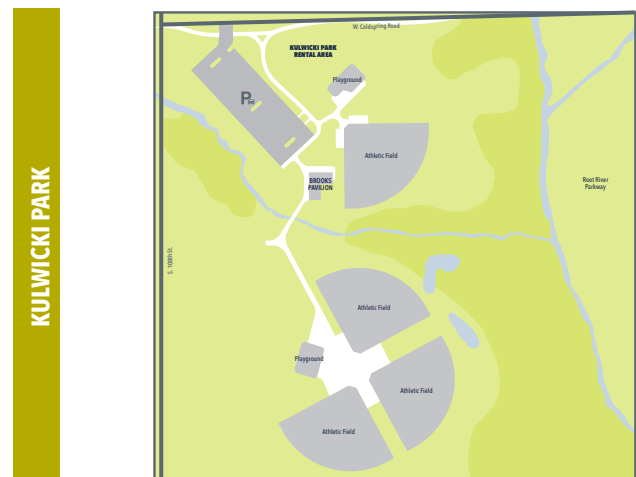 KULWICKI PARK
W. Coldspring Road
KULWICKI PARK
RENTAL AREA
Playground
P
Athletic Field
BROOKS
PAVILION
Root River
Parkway
S. 108th St.
Athletic Field
Playground
Athletic Field
Athletic Field